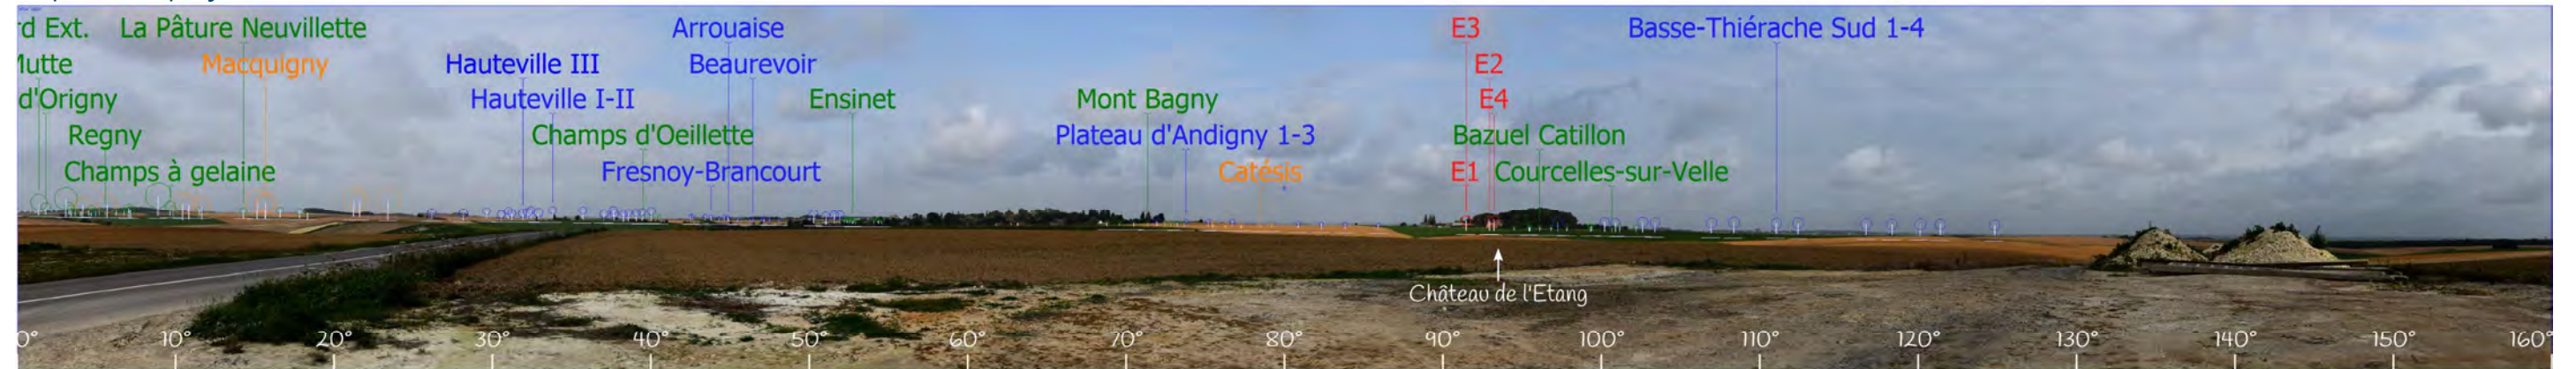 rd Ext. La Pâture Neuvillette Arrouaise E3 Basse-Thiérache Sud 1-4
Mutte Macquigny Hauteville III Beaurevoir E2
d'Origny Hauteville I-II Ensinet Mont Bagny E4
Regny Champs d'Oeillette Plateau d'Andigny 1-3 Bazuel Catillon
Champs à gelaine Fresnoy-Brancourt Catésis E1 Courcelles-sur-Velle
Château de l'Etang
0° 10° 20° 30° 40° 50° 60° 70° 80° 90° 100° 110° 120° 130° 140° 150° 160°